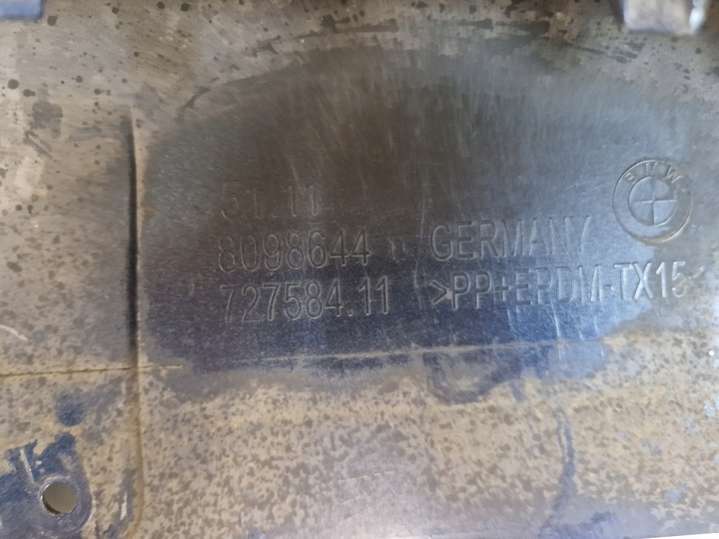 51.11
8098644 GERMANY
727584.11 >PP+EPDM-TX15<
BMW